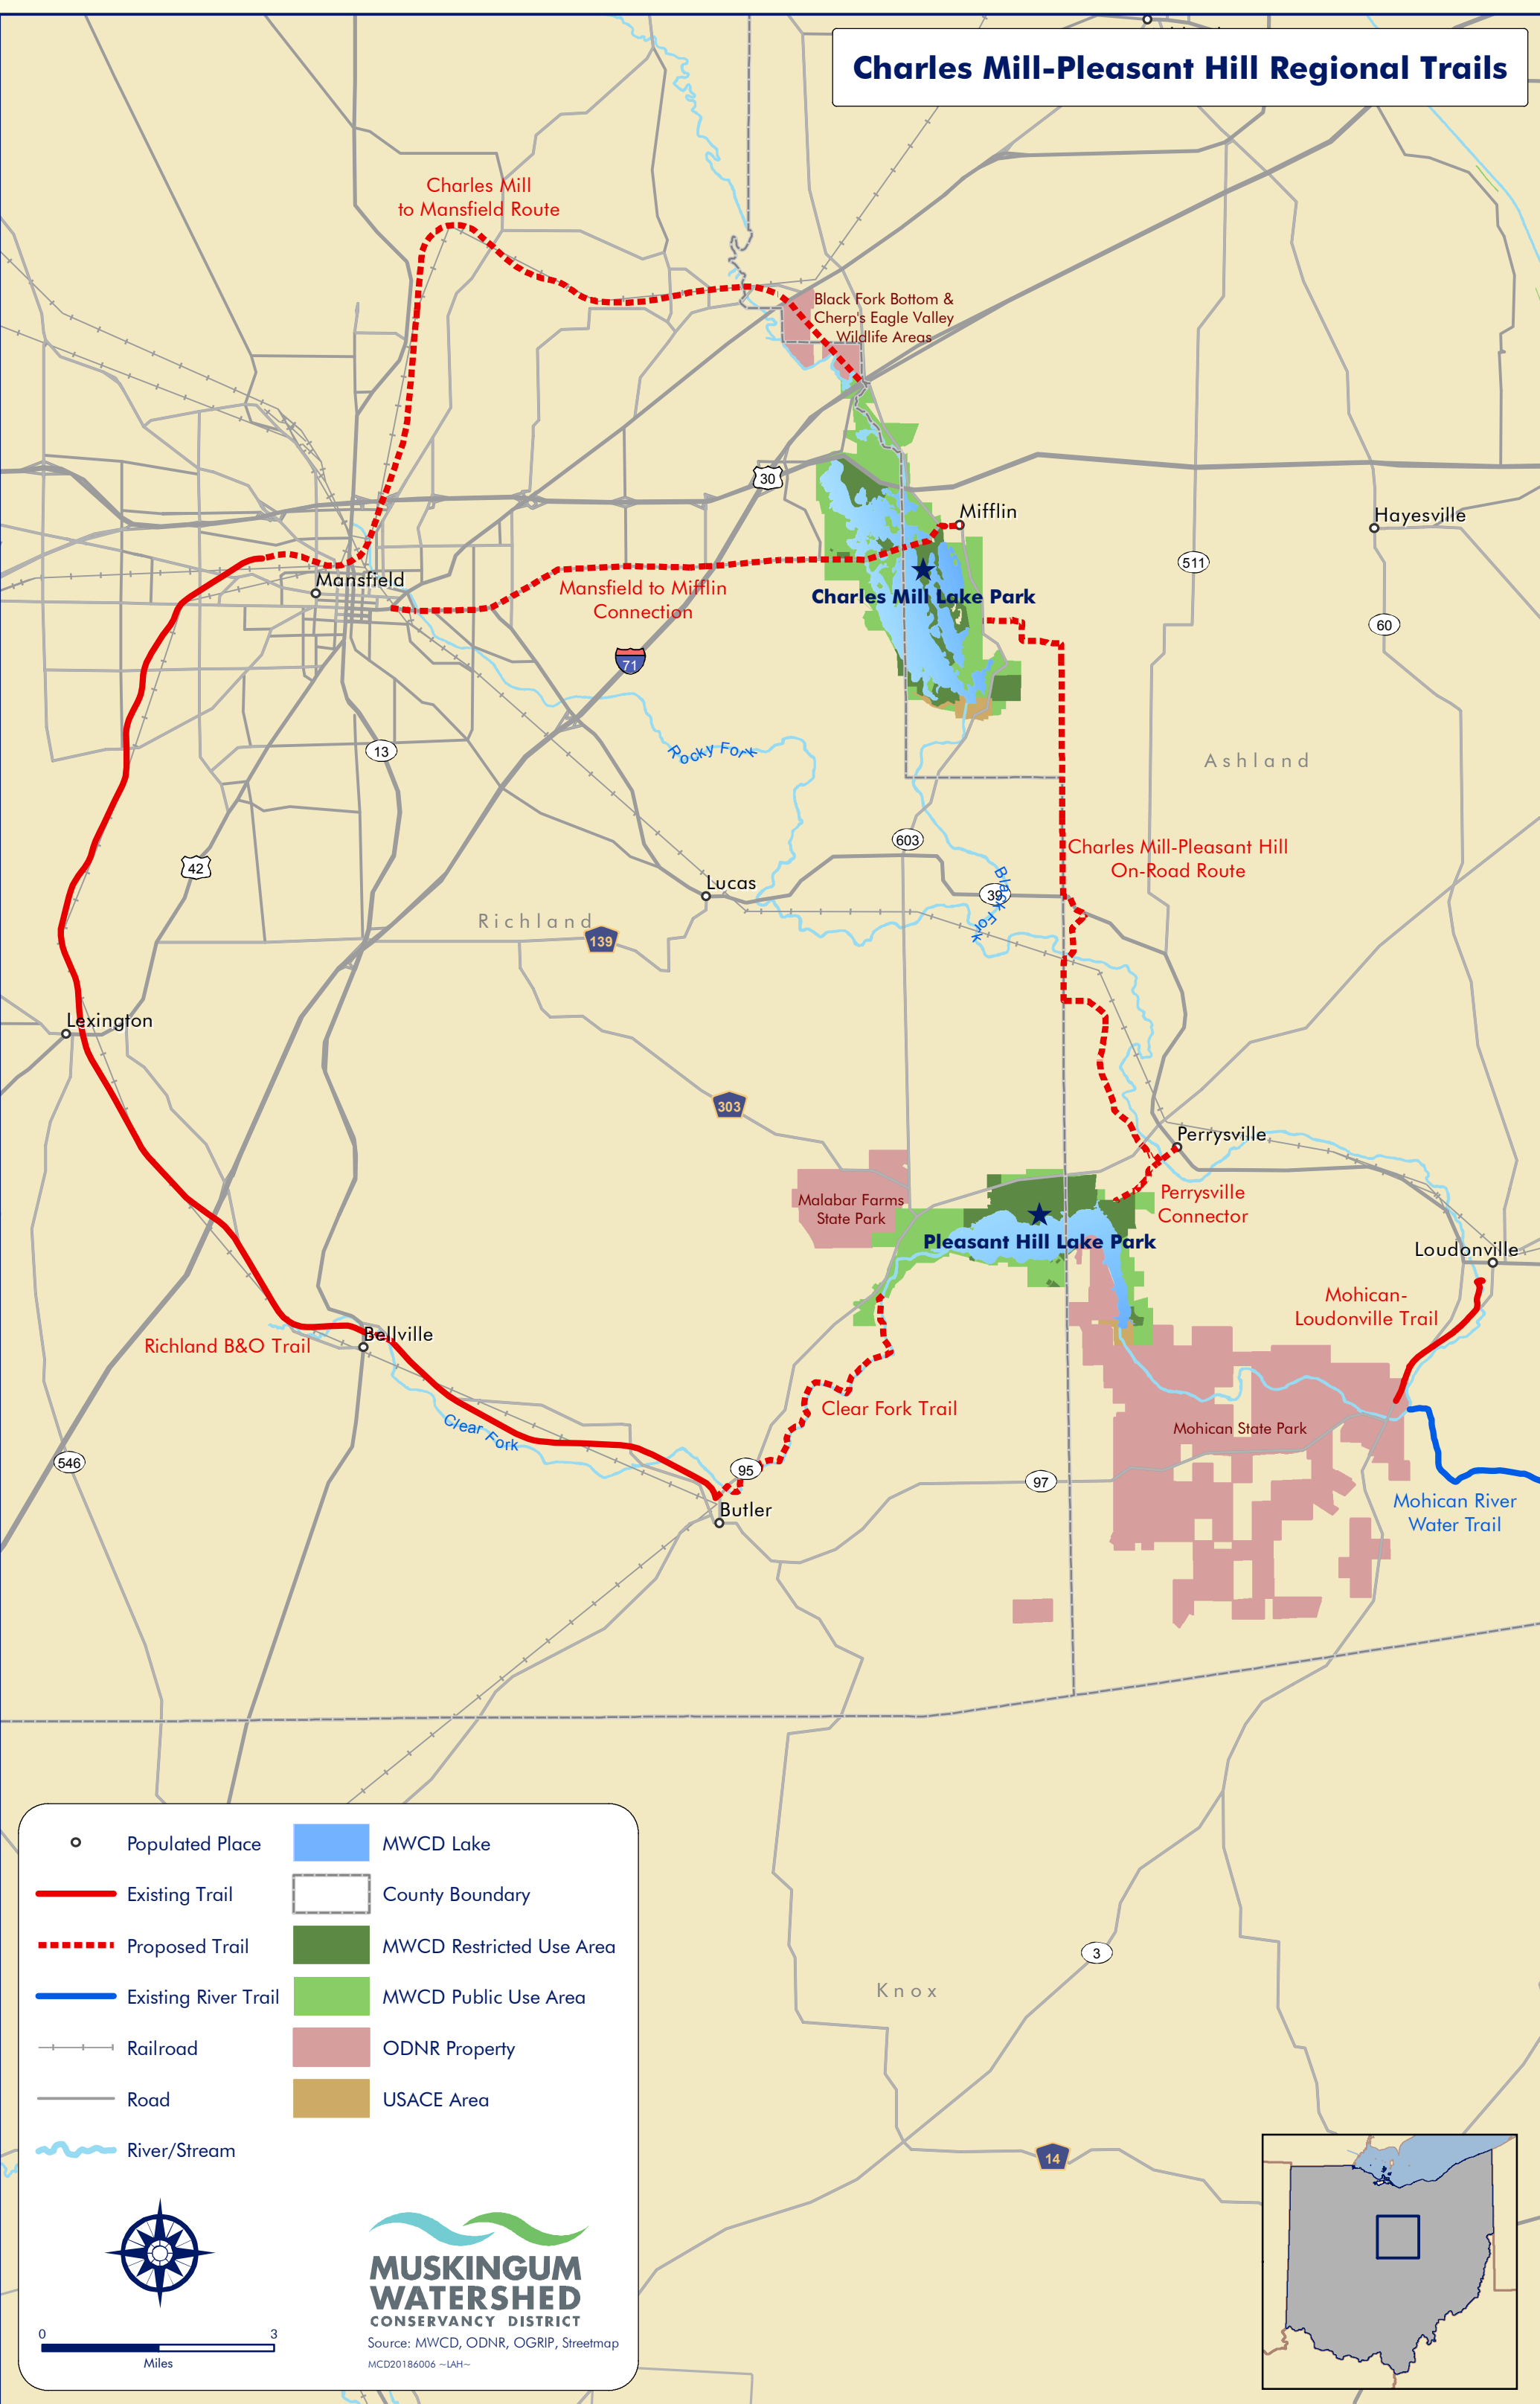 Charles Mill-Pleasant Hill Regional Trails
Charles Mill
to Mansfield Route
Black Fork Bottom &
Cherp's Eagle Valley
Wildlife Areas
30
Mifflin
Hayesville
511
Mansfield
Mansfield to Mifflin
Connection
Charles Mill Lake Park
60
71
13
Rocky Fork
Ashland
603
Charles Mill-Pleasant Hill
On-Road Route
42
Lucas
39
Black Fork
Richland
139
Lexington
303
Perrysville
Malabar Farms
State Park
Perrysville
Connector
Pleasant Hill Lake Park
Loudonville
Mohican-
Loudonville Trail
Richland B&O Trail
Bellville
Clear Fork Trail
Clear Fork
Mohican State Park
546
95
97
Butler
Mohican River
Water Trail
Populated Place
Existing Trail
Proposed Trail
Existing River Trail
Railroad
Road
River/Stream
MWCD Lake
County Boundary
MWCD Restricted Use Area
MWCD Public Use Area
ODNR Property
USACE Area
3
Knox
14
MUSKINGUM
WATERSHED
CONSERVANCY DISTRICT
Source: MWCD, ODNR, OGRIP, Streetmap
MCD20186006 ~LAH~
0 3
Miles